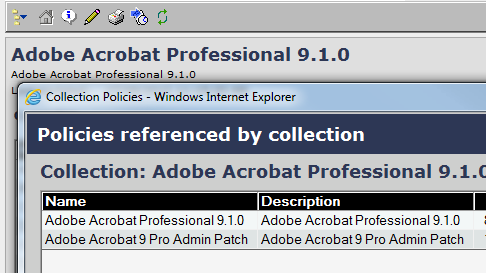 Adobe Acrobat Professional 9.1.0
Adobe Acrobat Professional 9.1.0
Collection Policies - Windows Internet Explorer
Policies referenced by collection
Collection: Adobe Acrobat Professional 9.1.0
Name Description
Adobe Acrobat Professional 9.1.0 Adobe Acrobat Professional 9.1.0
Adobe Acrobat 9 Pro Admin Patch Adobe Acrobat 9 Pro Admin Patch